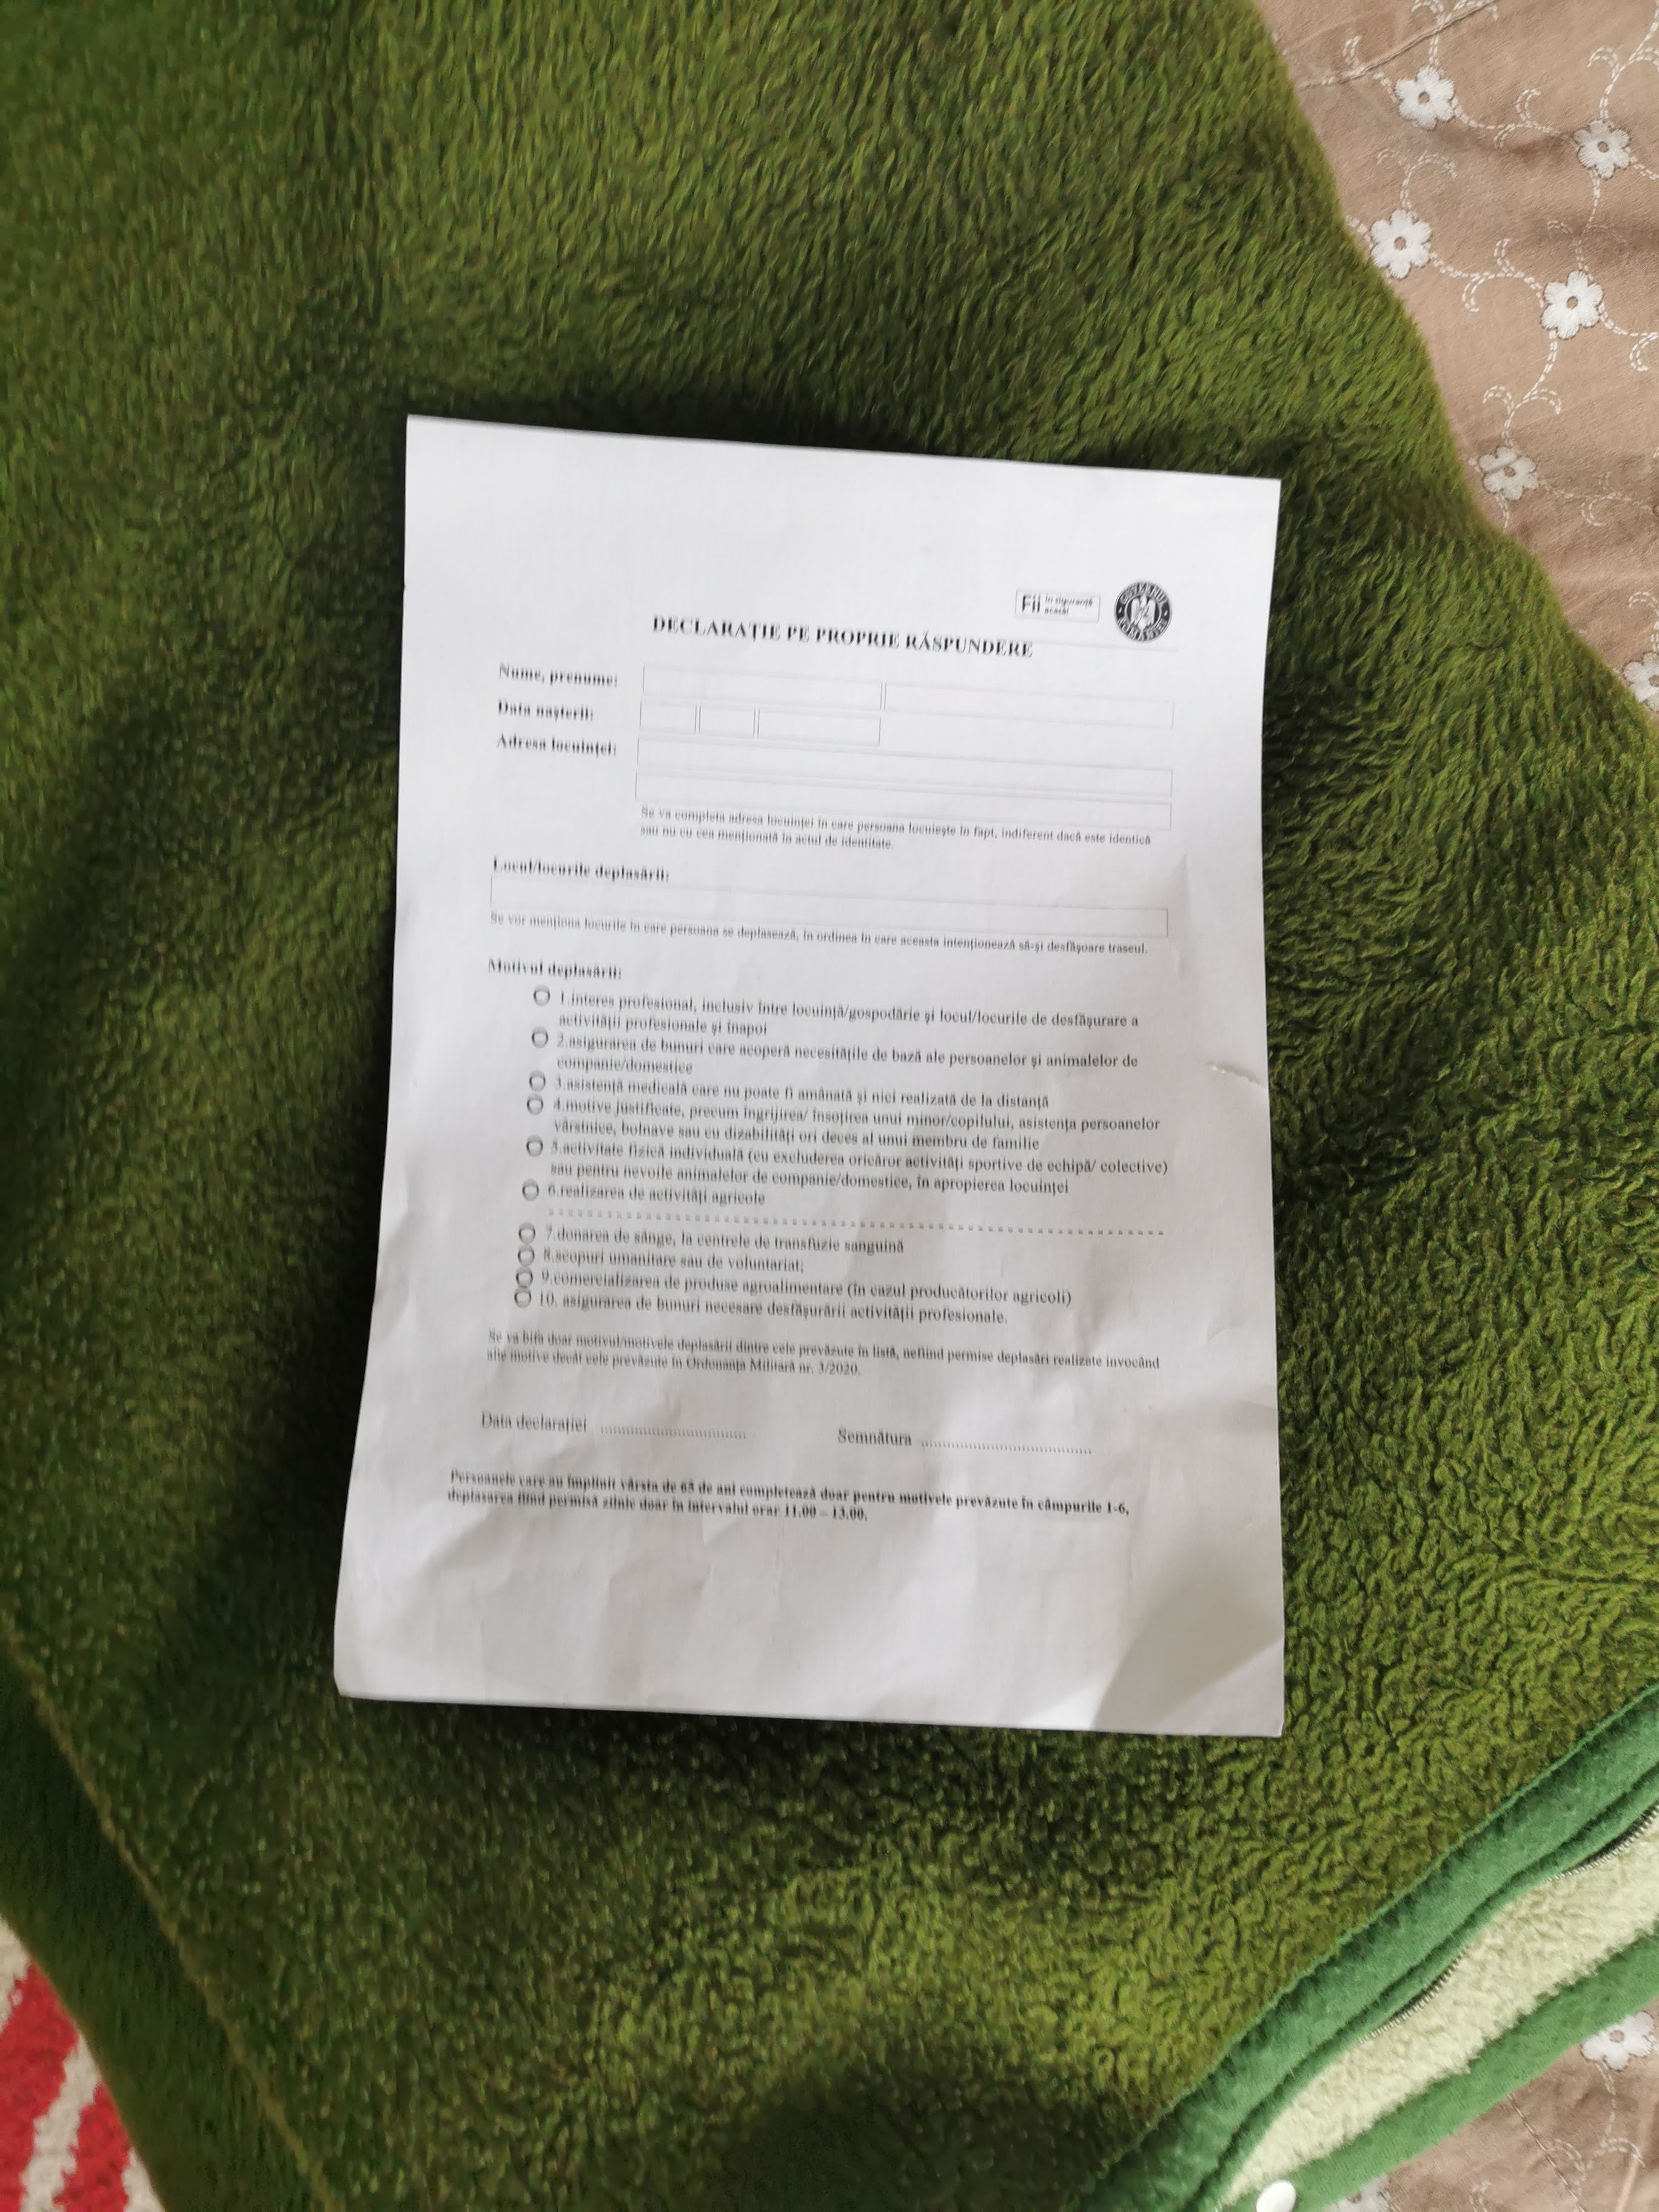 Fii în siguranță
acasă!
GUVERNUL ROMÂNIEI
DECLARAȚIE PE PROPRIE RĂSPUNDERE
Nume, prenume:
Data nașterii:
Adresa locuinței:
Se va completa adresa locuinței în care persoana locuiește în fapt, indiferent dacă este identică
sau nu cu cea menționată în actul de identitate.
Locul/locurile deplasării:
Se vor menționa locurile în care persoana se deplasează, în ordinea în care aceasta intenționează să-și desfășoare traseul.
Motivul deplasării:
1.interes profesional, inclusiv între locuință/gospodărie și locul/locurile de desfășurare a
activității profesionale și înapoi
2.asigurarea de bunuri care acoperă necesitățile de bază ale persoanelor și animalelor de
companie/domestice
3.asistență medicală care nu poate fi amânată și nici realizată de la distanță
4.motive justificate, precum îngrijirea/ însoțirea unui minor/copilului, asistența persoanelor
vârstnice, bolnave sau cu dizabilități ori deces al unui membru de familie
5.activitate fizică individuală (cu excluderea oricăror activități sportive de echipă/ colective)
sau pentru nevoile animalelor de companie/domestice, în apropierea locuinței
6.realizarea de activități agricole
7.donarea de sânge, la centrele de transfuzie sanguină
8.scopuri umanitare sau de voluntariat;
9.comercializarea de produse agroalimentare (în cazul producătorilor agricoli)
10. asigurarea de bunuri necesare desfășurării activității profesionale.
Se va bifa doar motivul/motivele deplasării dintre cele prevăzute în listă, nefiind permise deplasări realizate invocând
alte motive decât cele prevăzute în Ordonanța Militară nr. 3/2020.
Data declarației ................................ Semnătura ......................................
Persoanele care au împlinit vârsta de 65 de ani completează doar pentru motivele prevăzute în câmpurile 1-6,
deplasarea fiind permisă zilnic doar în intervalul orar 11.00 – 13.00.